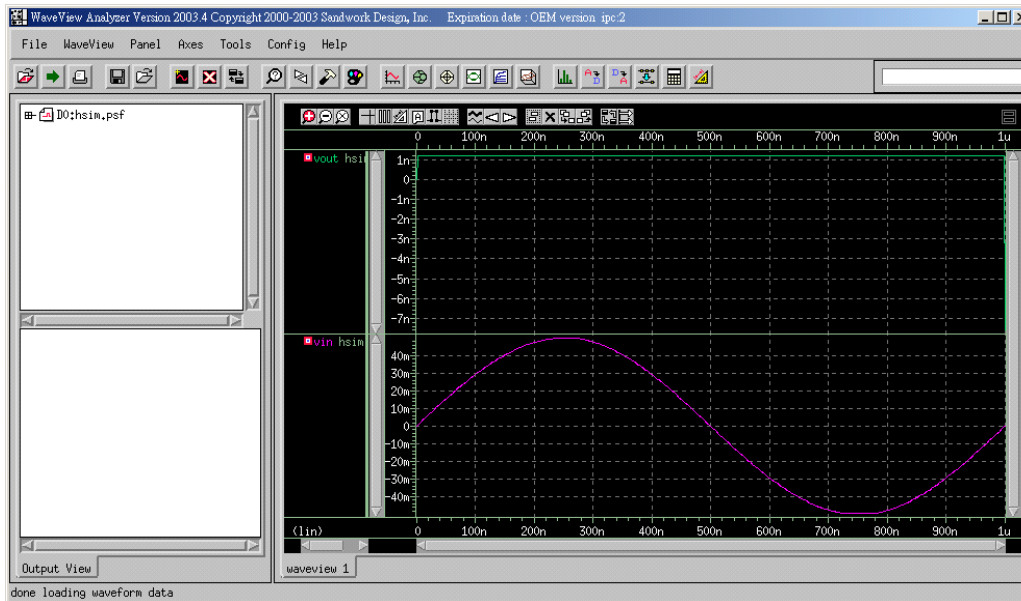 WaveView Analyzer Version 2003.4 Copyright 2000-2003 Sandwork Design, Inc. Expiration date : OEM version ipc:2
File WaveView Panel Axes Tools Config Help
D0:hsim.psf
0 100n 200n 300n 400n 500n 600n 700n 800n 900n 1u
vout hsim
1n
0
-1n
-2n
-3n
-4n
-5n
-6n
-7n
vin hsim
40m
30m
20m
10m
0
-10m
-20m
-30m
-40m
(lin) 0 100n 200n 300n 400n 500n 600n 700n 800n 900n 1u
Output View
waveview 1
done loading waveform data